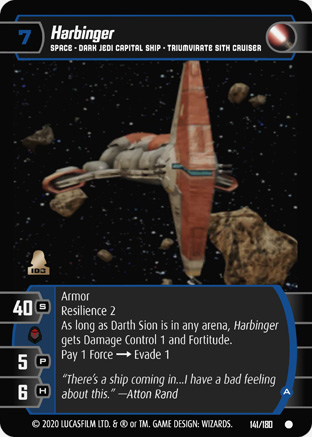 7
Harbinger
SPACE • DARK JEDI CAPITAL SHIP • TRIUMVIRATE SITH CRUISER
183
40 S
5 P
6 H
Armor
Resilience 2
As long as Darth Sion is in any arena, Harbinger
gets Damage Control 1 and Fortitude.
Pay 1 Force → Evade 1
"There's a ship coming in...I have a bad feeling
about this." —Atton Rand
A
© 2020 LUCASFILM LTD. & ® or TM. GAME DESIGN: WIZARDS. 141/180